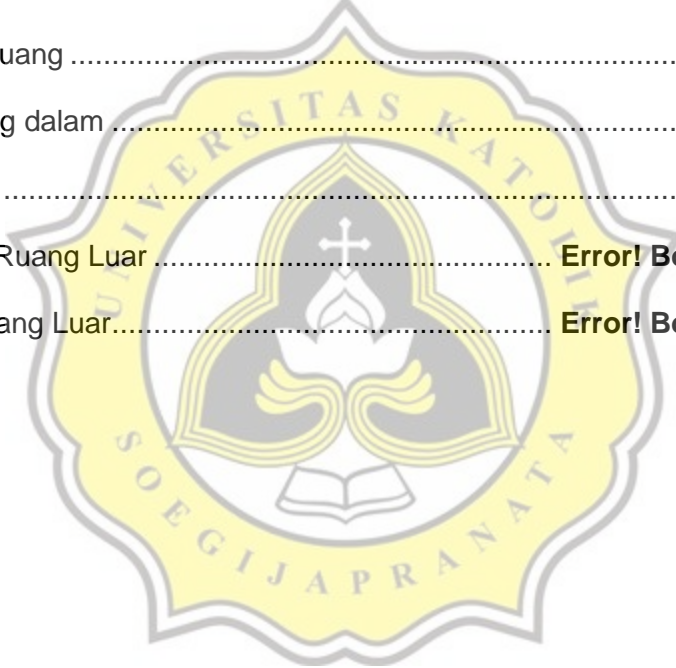 uang ..........................................................................
g dalam .....................................................................
...................................................................................
Ruang Luar ................................................ Error! Bo
ang Luar..................................................... Error! Bo
UNIVERSITAS KATOLIK
SOEGIJAPRANATA